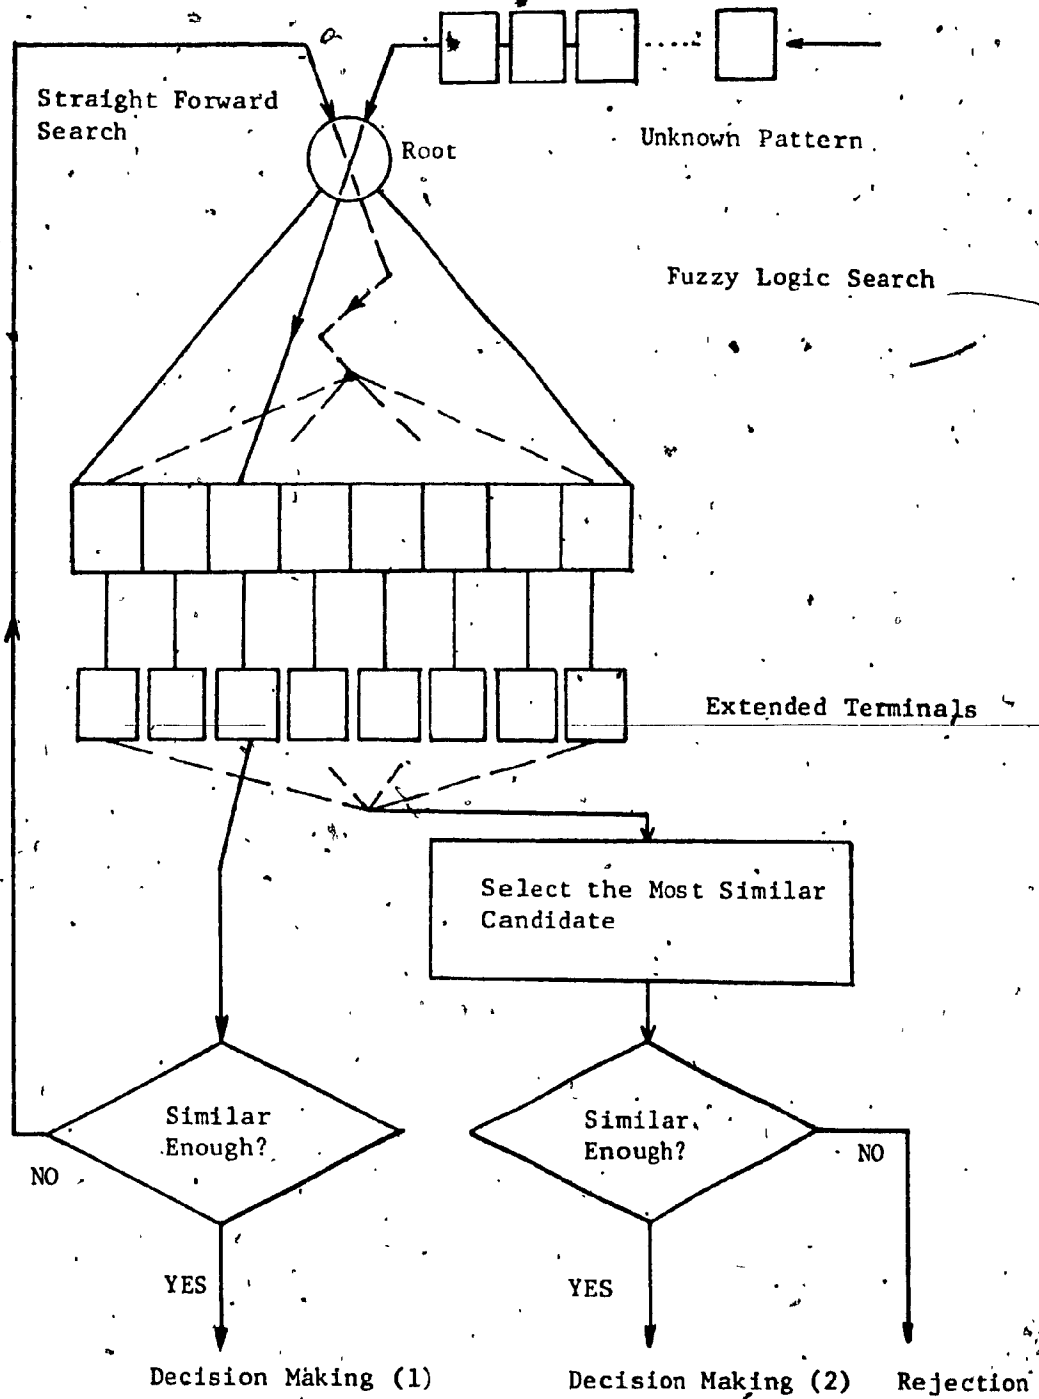 Straight Forward
Search
Root
Unknown Pattern
Fuzzy Logic Search
Extended Terminals
Select the Most Similar
Candidate
Similar
Enough?
Similar
Enough?
NO
NO
YES
YES
Decision Making (1)
Decision Making (2)
Rejection